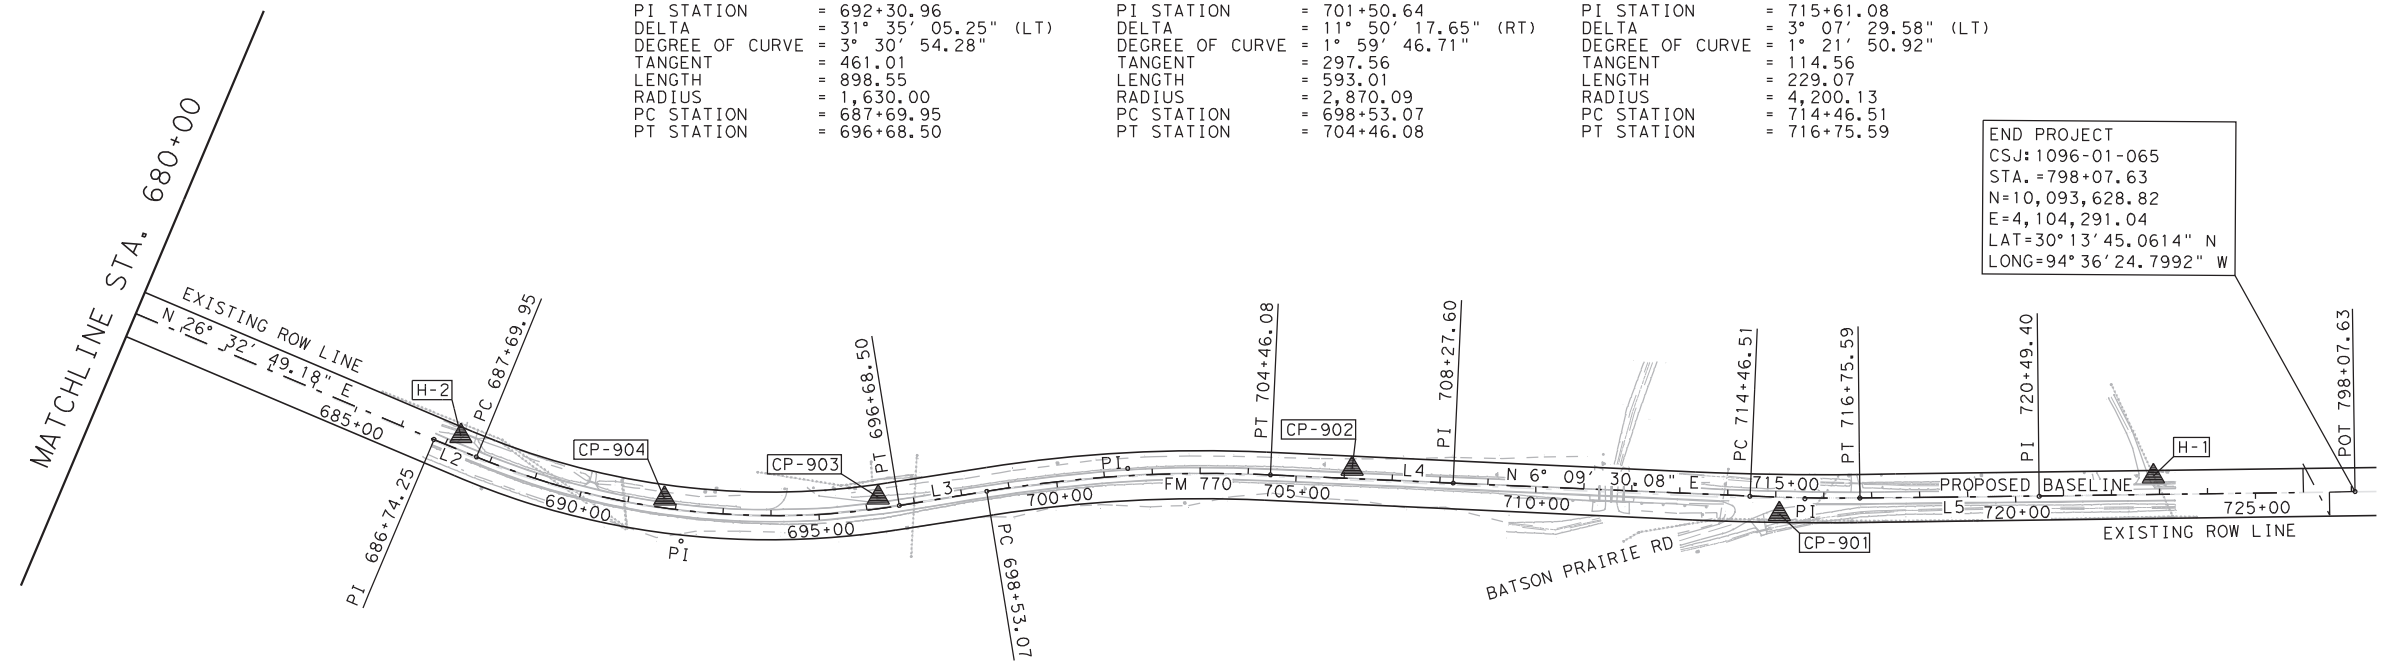 PI STATION = 692+30.96
DELTA = 31° 35' 05.25" (LT)
DEGREE OF CURVE = 3° 30' 54.28"
TANGENT = 461.01
LENGTH = 898.55
RADIUS = 1,630.00
PC STATION = 687+69.95
PT STATION = 696+68.50
PI STATION = 701+50.64
DELTA = 11° 50' 17.65" (RT)
DEGREE OF CURVE = 1° 59' 46.71"
TANGENT = 297.56
LENGTH = 593.01
RADIUS = 2,870.09
PC STATION = 698+53.07
PT STATION = 704+46.08
PI STATION = 715+61.08
DELTA = 3° 07' 29.58" (LT)
DEGREE OF CURVE = 1° 21' 50.92"
TANGENT = 114.56
LENGTH = 229.07
RADIUS = 4,200.13
PC STATION = 714+46.51
PT STATION = 716+75.59
END PROJECT
CSJ: 1096-01-065
STA. =798+07.63
N=10,093,628.82
E=4,104,291.04
LAT=30°13'45.0614" N
LONG=94°36'24.7992" W
MATCHLINE STA. 680+00
EXISTING ROW LINE
N 26° 32' 49.18" E
685+00
H-2
PI 686+74.25
L2
PC 687+69.95
CP-904
690+00
PI
CP-903
695+00
PT 696+68.50
L3
PC 698+53.07
700+00
PI
FM 770
PT 704+46.08
705+00
CP-902
L4
PI 708+27.60
N 6° 09' 30.08" E
710+00
PC 714+46.51
715+00
PI
CP-901
BATSON PRAIRIE RD
PT 716+75.59
PROPOSED BASELINE
L5
720+00
PI 720+49.40
H-1
725+00
EXISTING ROW LINE
POT 798+07.63